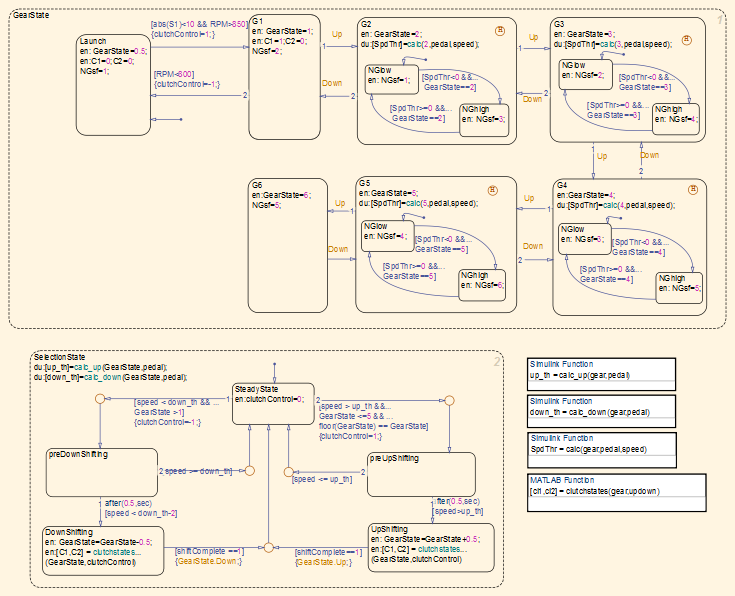 GearState
1
Launch
en: GearState=0.5;
en:C1=0;C2=0;
NGsf=1;
[abs(S1)<10 && RPM>850]
{clutchControl=1;}
[RPM<600]
{clutchControl=-1;}
2
G1
en: GearState=1;
en: C1=1;C2=0;
NGsf=2;
Up
1
Down
2
G2
en: GearState=2;
du:[SpdThr]=calc(2,pedal,speed);
H
NGlow
en: NGsf=1;
[SpdThr<0 &&...
GearState==2]
[SpdThr>=0 &&...
GearState==2]
NGhigh
en: NGsf=3;
Up
1
Down
2
G3
en: GearState=3;
du:[SpdThr]=calc(3,pedal,speed);
H
NGlow
en: NGsf=2;
[SpdThr<0 &&...
GearState==3]
[SpdThr>=0 &&...
GearState==3]
NGhigh
en: NGsf=4;
1
Up
Down
2
G6
en: GearState=6;
NGsf=5;
Up
1
Down
G5
en:GearState=5;
du:[SpdThr]=calc(5,pedal,speed);
H
NGlow
en: NGsf=4;
[SpdThr<0 &&...
GearState==5]
[SpdThr>=0 &&...
GearState==5]
NGhigh
en: NGsf=6;
Up
1
Down
2
G4
en:GearState=4;
du:[SpdThr]=calc(4,pedal,speed);
H
NGlow
en: NGsf=3;
[SpdThr<0 &&...
GearState==4]
[SpdThr>=0 &&...
GearState==4]
NGhigh
en: NGsf=5;
SelectionState
2
du:[up_th]=calc_up(GearState,pedal);
du:[down_th]=calc_down(GearState,pedal);
SteadyState
en:clutchControl=0;
1
[speed < down_th && ...
GearState >1]
{clutchControl=-1;}
2
[speed > up_th &&...
GearState <=5 && ...
floor(GearState) == GearState]
{clutchControl=1;}
preDownShifting
2
[speed >= down_th]
1
after(0.5,sec)
[speed < down_th-2]
preUpShifting
2
[speed <= up_th]
1
after(0.5,sec)
[speed>up_th]
DownShifting
en: GearState=GearState-0.5;
en:[C1,C2] = clutchstates...
(GearState,clutchControl)
[shiftComplete ==1]
{GearState.Down;}
[shiftComplete==1]
{GearState.Up;}
UpShifting
en: GearState=GearState+0.5;
en:[C1,C2] = clutchstates...
(GearState,clutchControl)
Simulink Function
up_th = calc_up(gear,pedal)
Simulink Function
down_th = calc_down(gear,pedal)
Simulink Function
SpdThr = calc(gear,pedal,speed)
MATLAB Function
[cl1,cl2] = clutchstates(gear,updown)